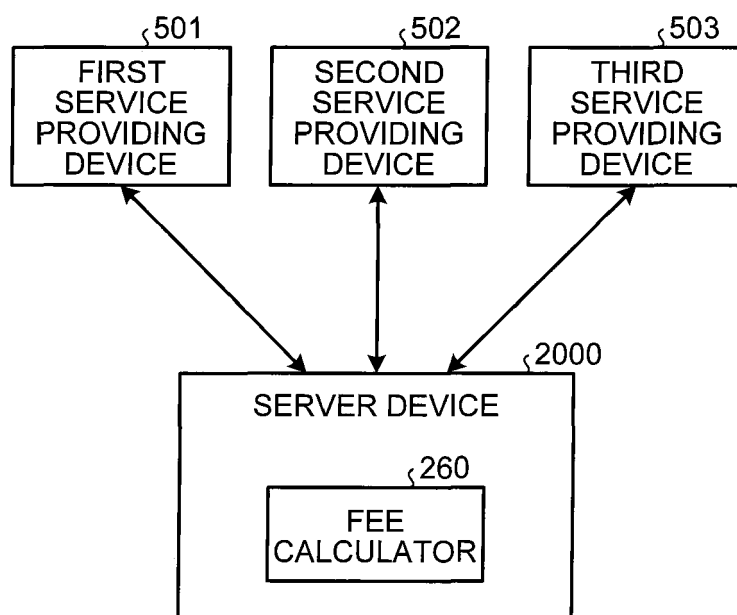 501
FIRST
SERVICE
PROVIDING
DEVICE
502
SECOND
SERVICE
PROVIDING
DEVICE
503
THIRD
SERVICE
PROVIDING
DEVICE
2000
SERVER DEVICE
260
FEE
CALCULATOR